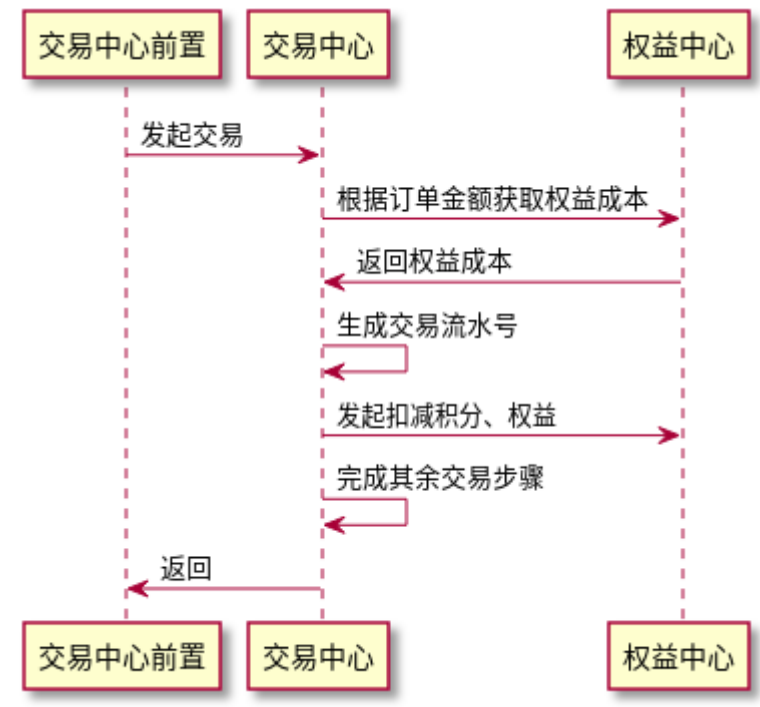 交易中心前置
交易中心
权益中心
发起交易
根据订单金额获取权益成本
返回权益成本
生成交易流水号
发起扣减积分、权益
完成其余交易步骤
返回
交易中心前置
交易中心
权益中心